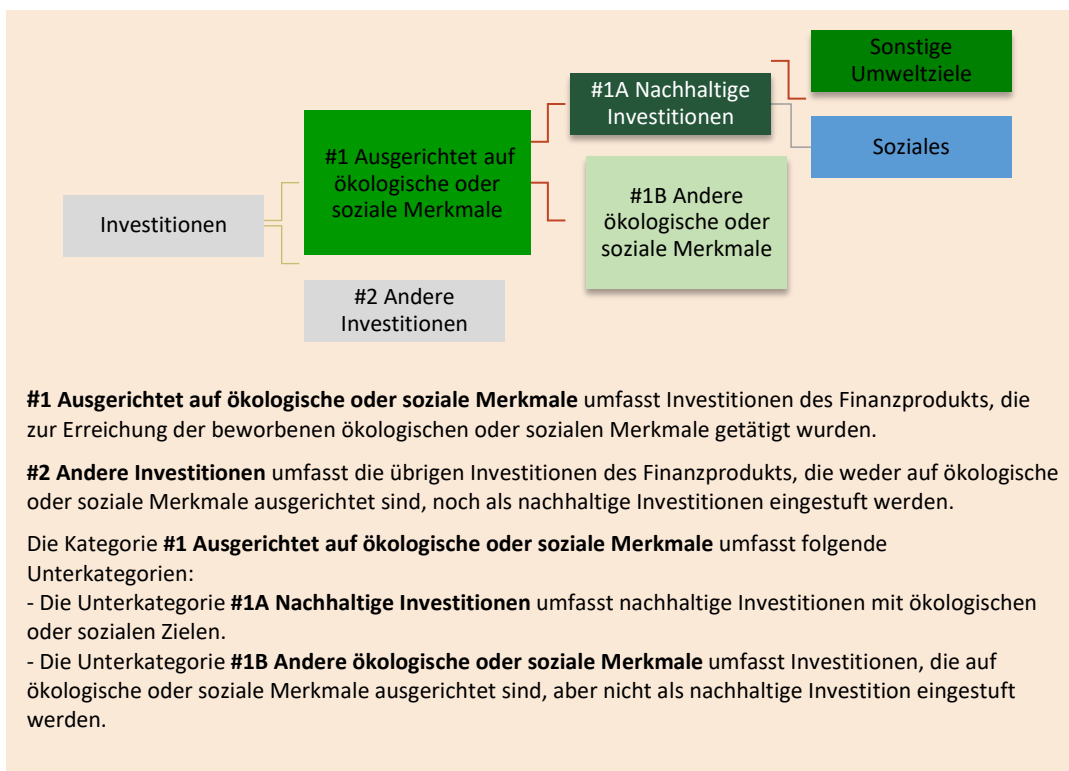 Sonstige
Umweltziele
#1A Nachhaltige
Investitionen
Soziales
#1 Ausgerichtet auf
ökologische oder
soziale Merkmale
#1B Andere
ökologische oder
soziale Merkmale
Investitionen
#2 Andere
Investitionen
#1 Ausgerichtet auf ökologische oder soziale Merkmale umfasst Investitionen des Finanzprodukts, die
zur Erreichung der beworbenen ökologischen oder sozialen Merkmale getätigt wurden.
#2 Andere Investitionen umfasst die übrigen Investitionen des Finanzprodukts, die weder auf ökologische
oder soziale Merkmale ausgerichtet sind, noch als nachhaltige Investitionen eingestuft werden.
Die Kategorie #1 Ausgerichtet auf ökologische oder soziale Merkmale umfasst folgende
Unterkategorien:
- Die Unterkategorie #1A Nachhaltige Investitionen umfasst nachhaltige Investitionen mit ökologischen
oder sozialen Zielen.
- Die Unterkategorie #1B Andere ökologische oder soziale Merkmale umfasst Investitionen, die auf
ökologische oder soziale Merkmale ausgerichtet sind, aber nicht als nachhaltige Investition eingestuft
werden.